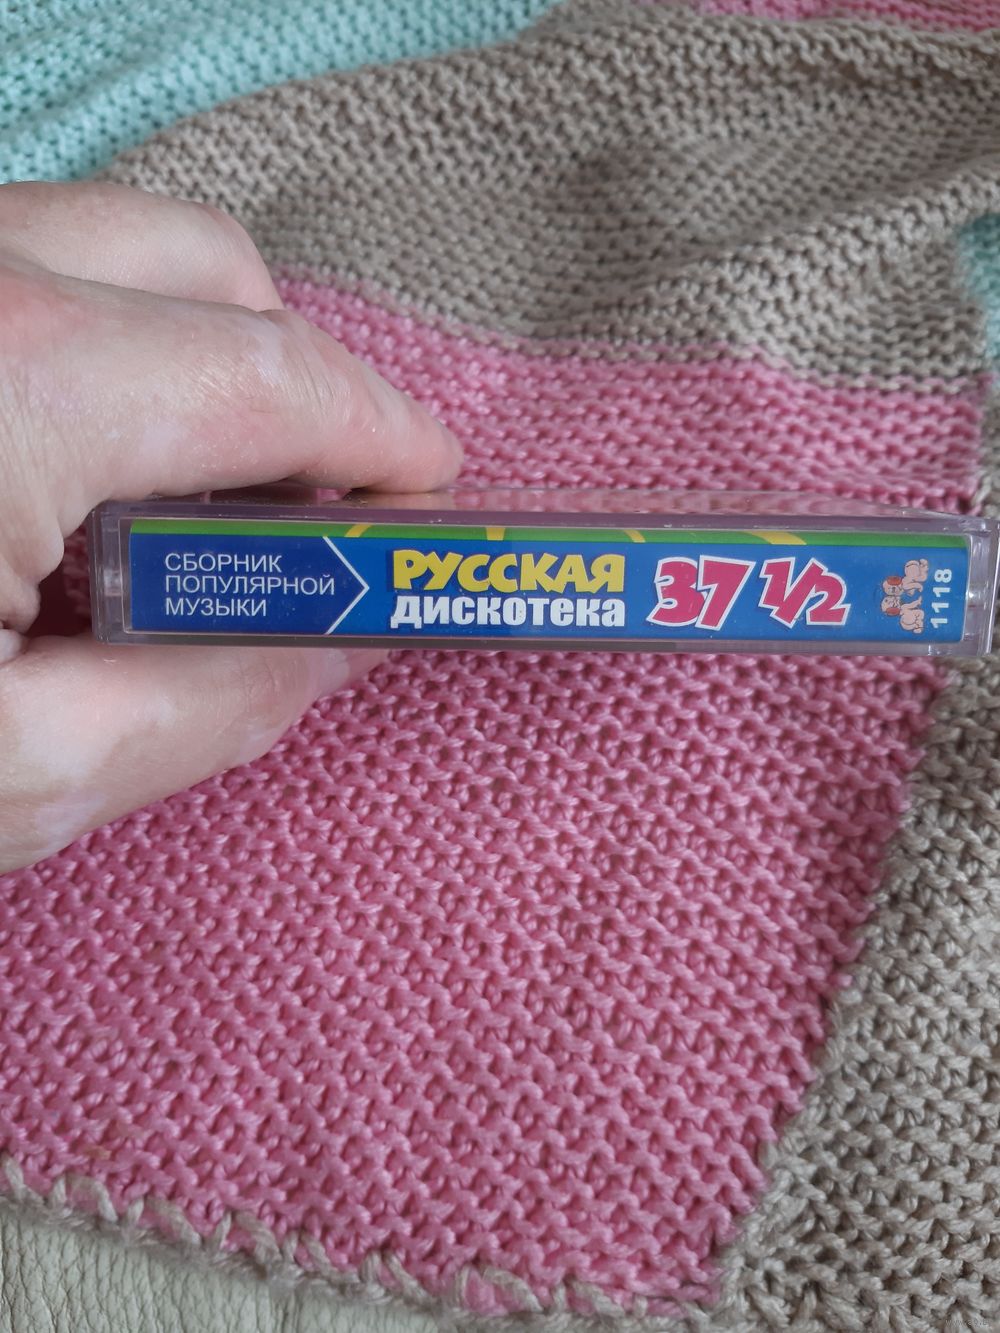 СБОРНИК
ПОПУЛЯРНОЙ
МУЗЫКИ
РУССКАЯ
ДИСКОТЕКА
37 1/2
1118